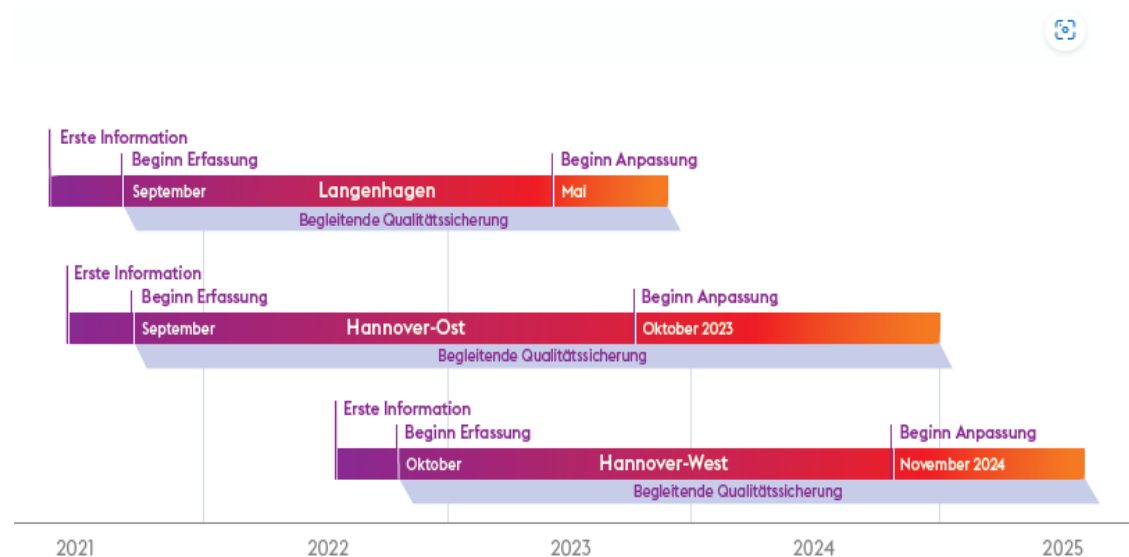 Erste Information
Beginn Erfassung
Beginn Anpassung
September
Langenhagen
Mai
Begleitende Qualitätssicherung
Erste Information
Beginn Erfassung
Beginn Anpassung
September
Hannover-Ost
Oktober 2023
Begleitende Qualitätssicherung
Erste Information
Beginn Erfassung
Beginn Anpassung
Oktober
Hannover-West
November 2024
Begleitende Qualitätssicherung
2021
2022
2023
2024
2025